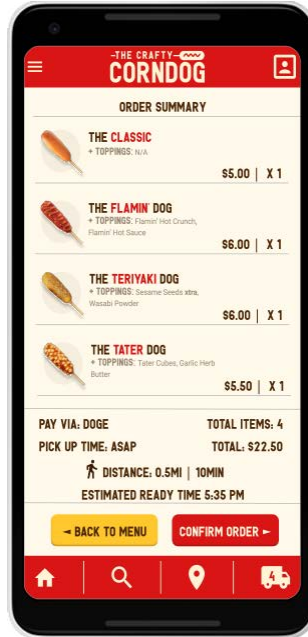 THE CRAFTY
CORNDOG
ORDER SUMMARY
THE CLASSIC
+ TOPPINGS: N/A
$5.00 | X 1
THE FLAMIN' DOG
+ TOPPINGS: Flamin' Hot Crunch,
Flamin' Hot Sauce
$6.00 | X 1
THE TERIYAKI DOG
+ TOPPINGS: Sesame Seeds xtra,
Wasabi Powder
$6.00 | X 1
THE TATER DOG
+ TOPPINGS: Tater Cubes, Garlic Herb
Butter
$5.50 | X 1
PAY VIA: DOGE TOTAL ITEMS: 4
PICK UP TIME: ASAP TOTAL: $22.50
DISTANCE: 0.5MI | 10MIN
ESTIMATED READY TIME 5:35 PM
◄ BACK TO MENU CONFIRM ORDER ►
4